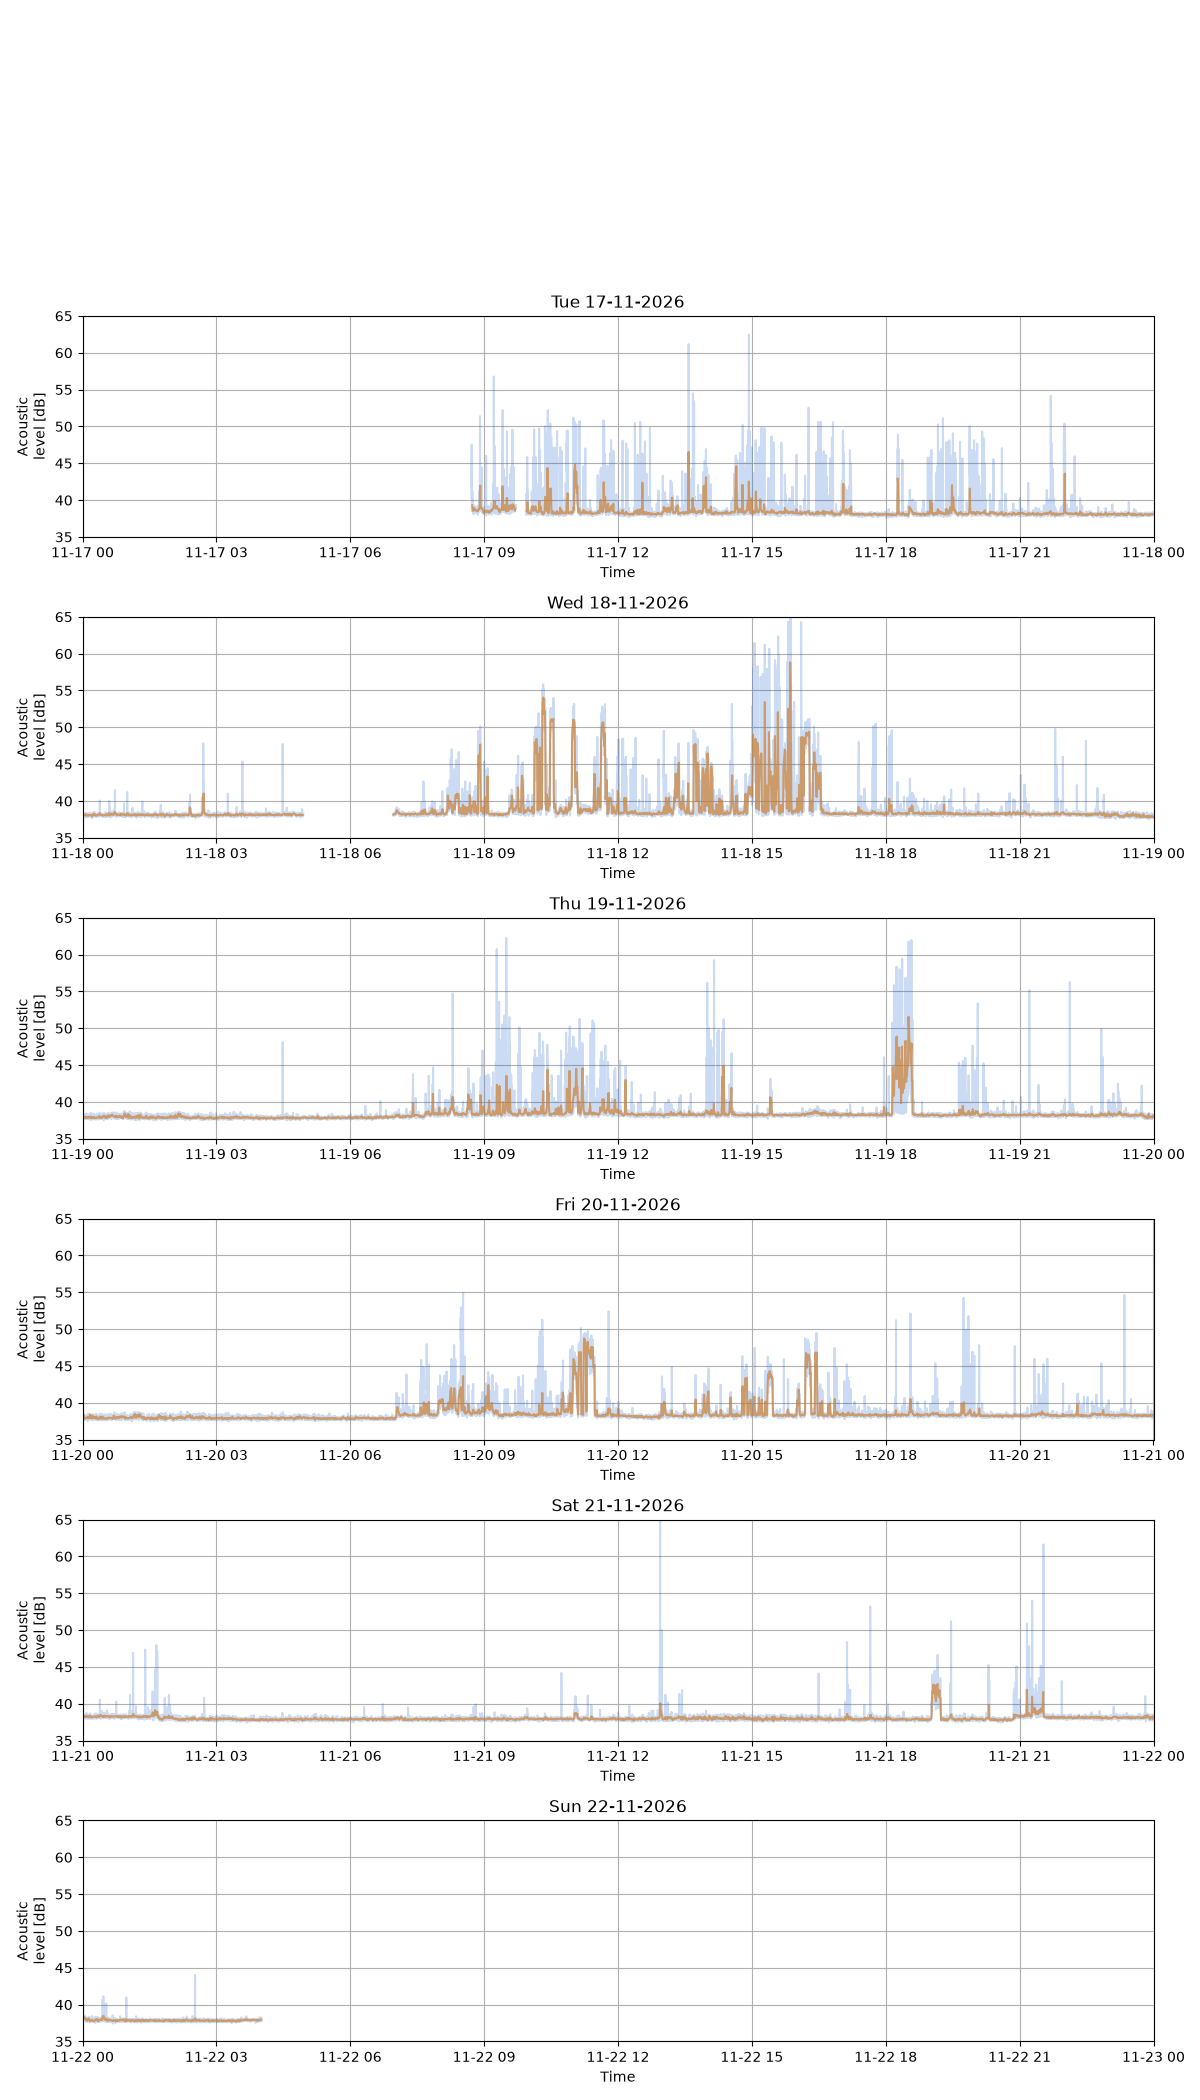 Tue 17-11-2026
65
60
55
50
45
40
35
Acoustic
level [dB]
11-17 00 11-17 03 11-17 06 11-17 09 11-17 12 11-17 15 11-17 18 11-17 21 11-18 00
Time
Wed 18-11-2026
65
60
55
50
45
40
35
Acoustic
level [dB]
11-18 00 11-18 03 11-18 06 11-18 09 11-18 12 11-18 15 11-18 18 11-18 21 11-19 00
Time
Thu 19-11-2026
65
60
55
50
45
40
35
Acoustic
level [dB]
11-19 00 11-19 03 11-19 06 11-19 09 11-19 12 11-19 15 11-19 18 11-19 21 11-20 00
Time
Fri 20-11-2026
65
60
55
50
45
40
35
Acoustic
level [dB]
11-20 00 11-20 03 11-20 06 11-20 09 11-20 12 11-20 15 11-20 18 11-20 21 11-21 00
Time
Sat 21-11-2026
65
60
55
50
45
40
35
Acoustic
level [dB]
11-21 00 11-21 03 11-21 06 11-21 09 11-21 12 11-21 15 11-21 18 11-21 21 11-22 00
Time
Sun 22-11-2026
65
60
55
50
45
40
35
Acoustic
level [dB]
11-22 00 11-22 03 11-22 06 11-22 09 11-22 12 11-22 15 11-22 18 11-22 21 11-23 00
Time